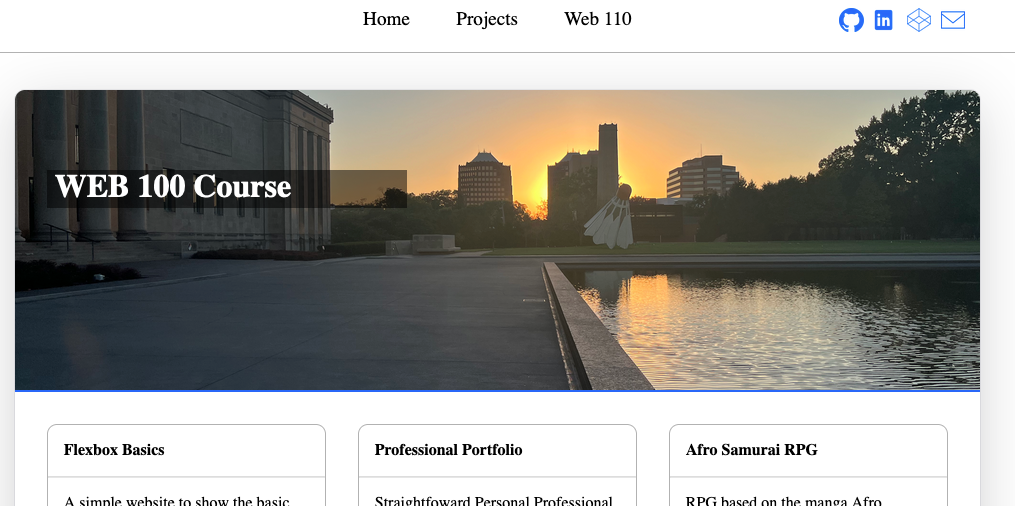 Home Projects Web 110
WEB 100 Course
Flexbox Basics
Professional Portfolio
Afro Samurai RPG
A simple website to show the basic
Straightfoward Personal Professional
RPG based on the manga Afro